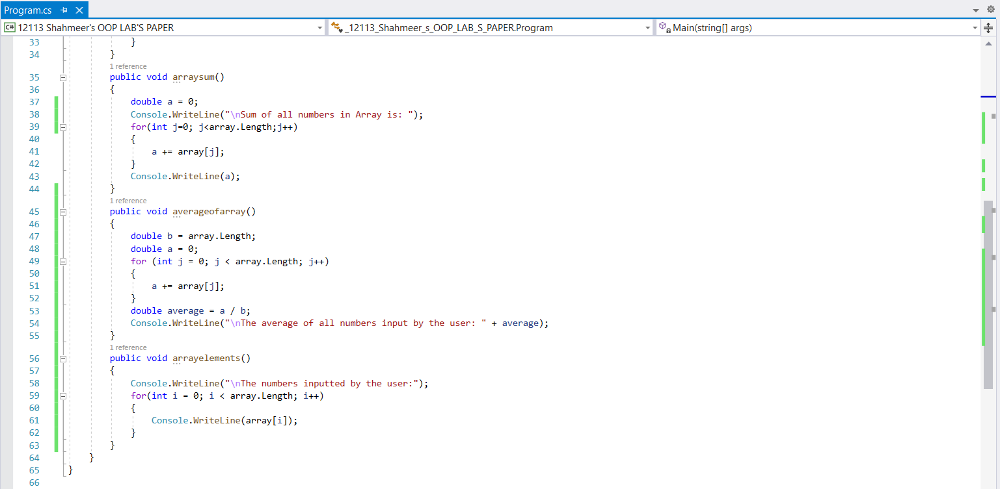 Program.cs
C# 12113 Shahmeer's OOP LAB'S PAPER _12113_Shahmeer_s_OOP_LAB_S_PAPER.Program Main(string[] args)
33 }
34 }
1 reference
35 public void arraysum()
36 {
37 double a = 0;
38 Console.WriteLine("\nSum of all numbers in Array is: ");
39 for(int j=0; j<array.Length;j++)
40 {
41 a += array[j];
42 }
43 Console.WriteLine(a);
44 }
1 reference
45 public void averageofarray()
46 {
47 double b = array.Length;
48 double a = 0;
49 for (int j = 0; j < array.Length; j++)
50 {
51 a += array[j];
52 }
53 double average = a / b;
54 Console.WriteLine("\nThe average of all numbers input by the user: " + average);
55 }
1 reference
56 public void arrayelements()
57 {
58 Console.WriteLine("\nThe numbers inputted by the user:");
59 for(int i = 0; i < array.Length; i++)
60 {
61 Console.WriteLine(array[i]);
62 }
63 }
64 }
65 }
66